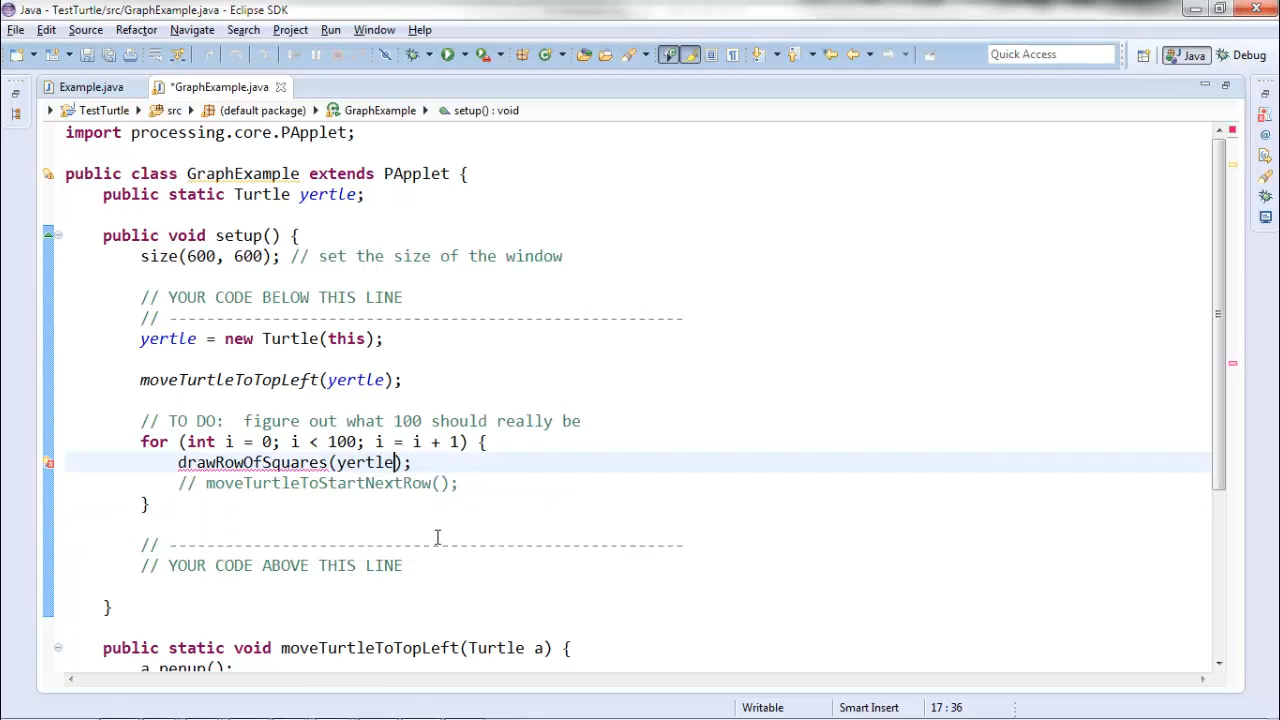 Java - TestTurtle/src/GraphExample.java - Eclipse SDK
File Edit Source Refactor Navigate Search Project Run Window Help
Quick Access Java Debug
Example.java *GraphExample.java
TestTurtle src (default package) GraphExample setup() : void
import processing.core.PApplet;
public class GraphExample extends PApplet {
public static Turtle yertle;
public void setup() {
size(600, 600); // set the size of the window
// YOUR CODE BELOW THIS LINE
// -------------------------------------------------------
yertle = new Turtle(this);
moveTurtleToTopLeft(yertle);
// TO DO:  figure out what 100 should really be
for (int i = 0; i < 100; i = i + 1) {
drawRowOfSquares(yertle);
// moveTurtleToStartNextRow();
}
// -------------------------------------------------------
// YOUR CODE ABOVE THIS LINE
}
public static void moveTurtleToTopLeft(Turtle a) {
a.penup();
Writable Smart Insert 17 : 36